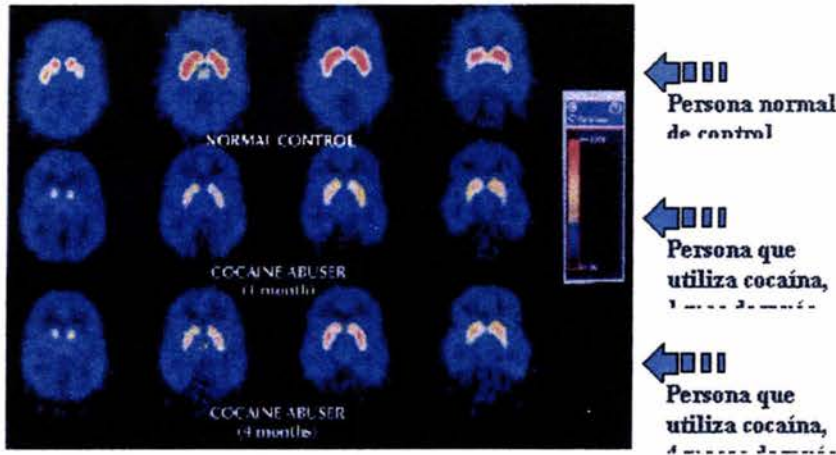 NORMAL CONTROL
COCAINE ABUSER
(1 month)
COCAINE ABUSER
(4 months)
Persona normal
de control
Persona que
utiliza cocaína,
Persona que
utiliza cocaína,